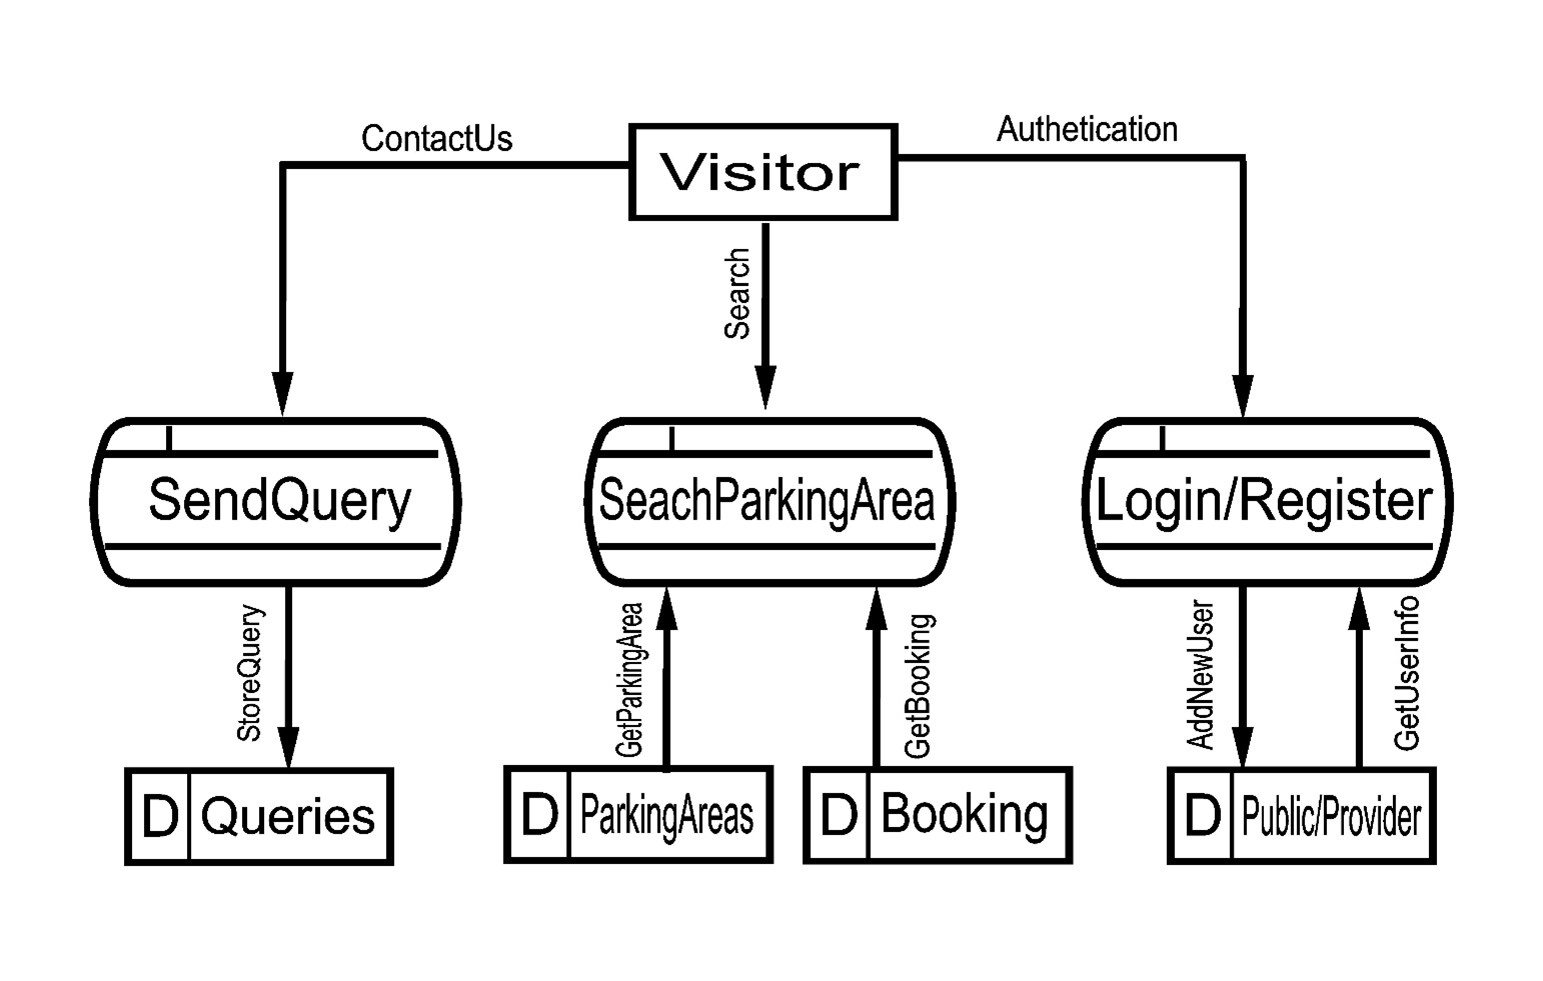 ContactUs
Visitor
Authetication
Search
SendQuery
SeachParkingArea
Login/Register
StoreQuery
GetParkingArea
GetBooking
AddNewUser
GetUserInfo
D Queries
D ParkingAreas
D Booking
D Public/Provider